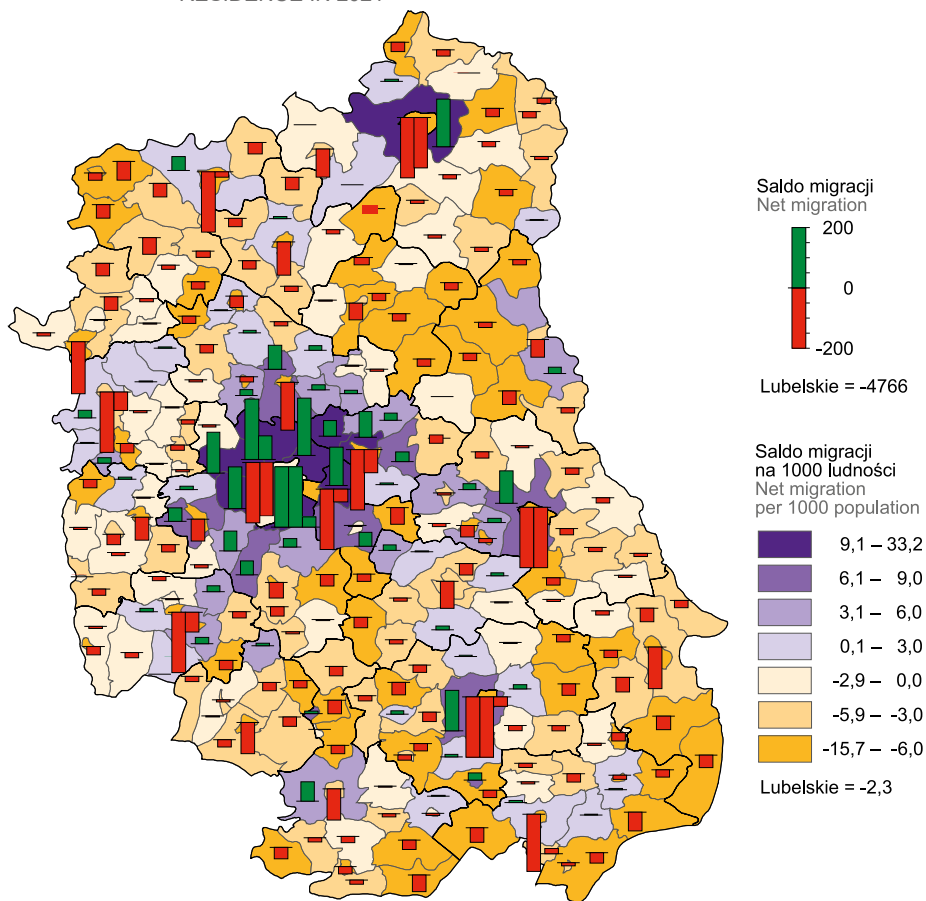 Saldo migracji
Net migration
200
0
-200
Lubelskie = -4766
Saldo migracji
na 1000 ludności
Net migration
per 1000 population
9,1 – 33,2
6,1 – 9,0
3,1 – 6,0
0,1 – 3,0
-2,9 – 0,0
-5,9 – -3,0
-15,7 – -6,0
Lubelskie = -2,3